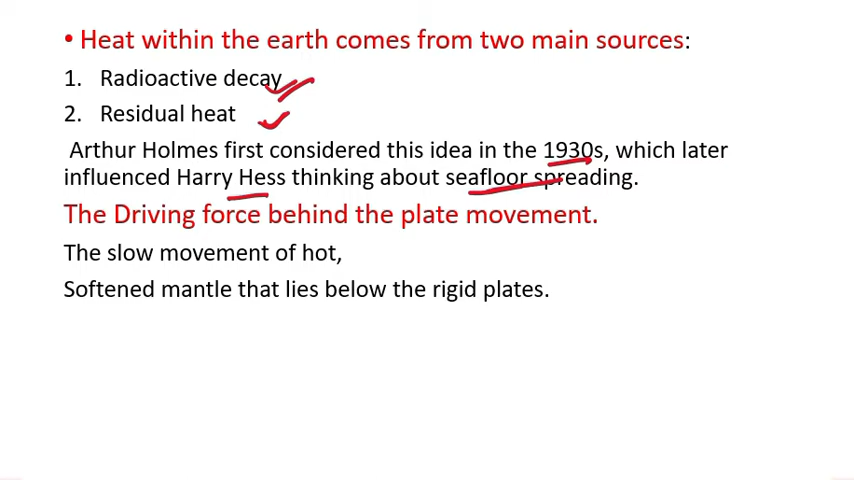 • Heat within the earth comes from two main sources:
1. Radioactive decay
2. Residual heat
Arthur Holmes first considered this idea in the 1930s, which later
influenced Harry Hess thinking about seafloor spreading.
The Driving force behind the plate movement.
The slow movement of hot,
Softened mantle that lies below the rigid plates.